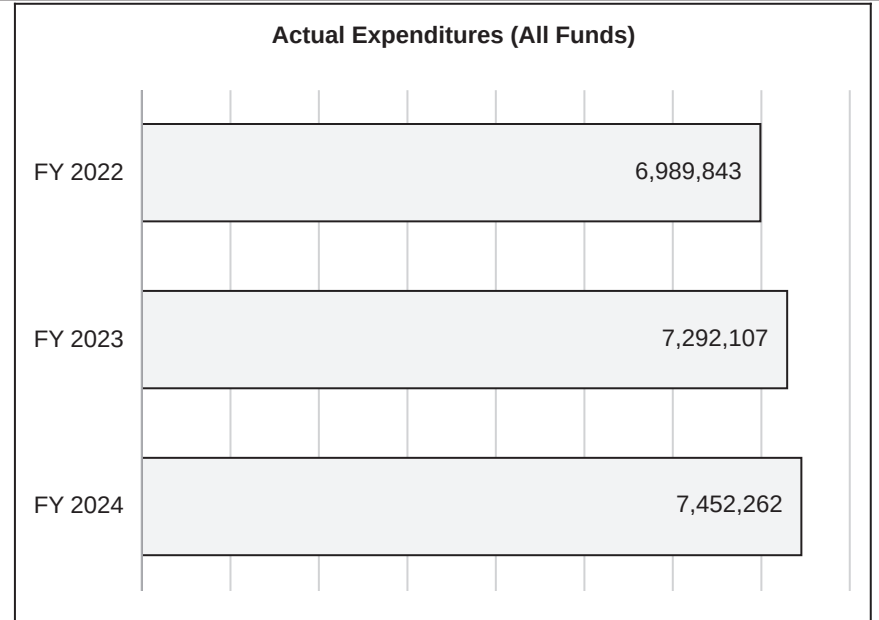 Actual Expenditures (All Funds)
FY 2022 6,989,843
FY 2023 7,292,107
FY 2024 7,452,262